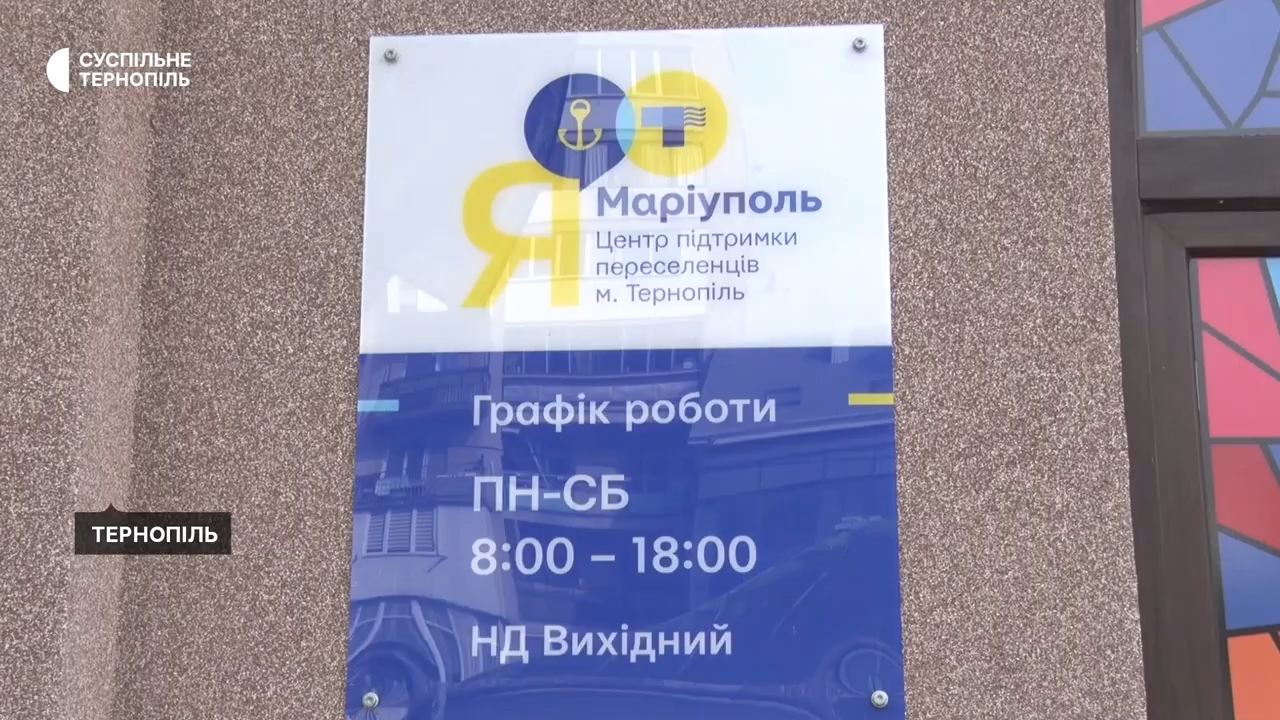 СУСПІЛЬНЕ
ТЕРНОПІЛЬ
Я
Маріуполь
Центр підтримки
переселенців
м. Тернопіль
Графік роботи
ПН-СБ
8:00 – 18:00
НД Вихідний
ТЕРНОПІЛЬ